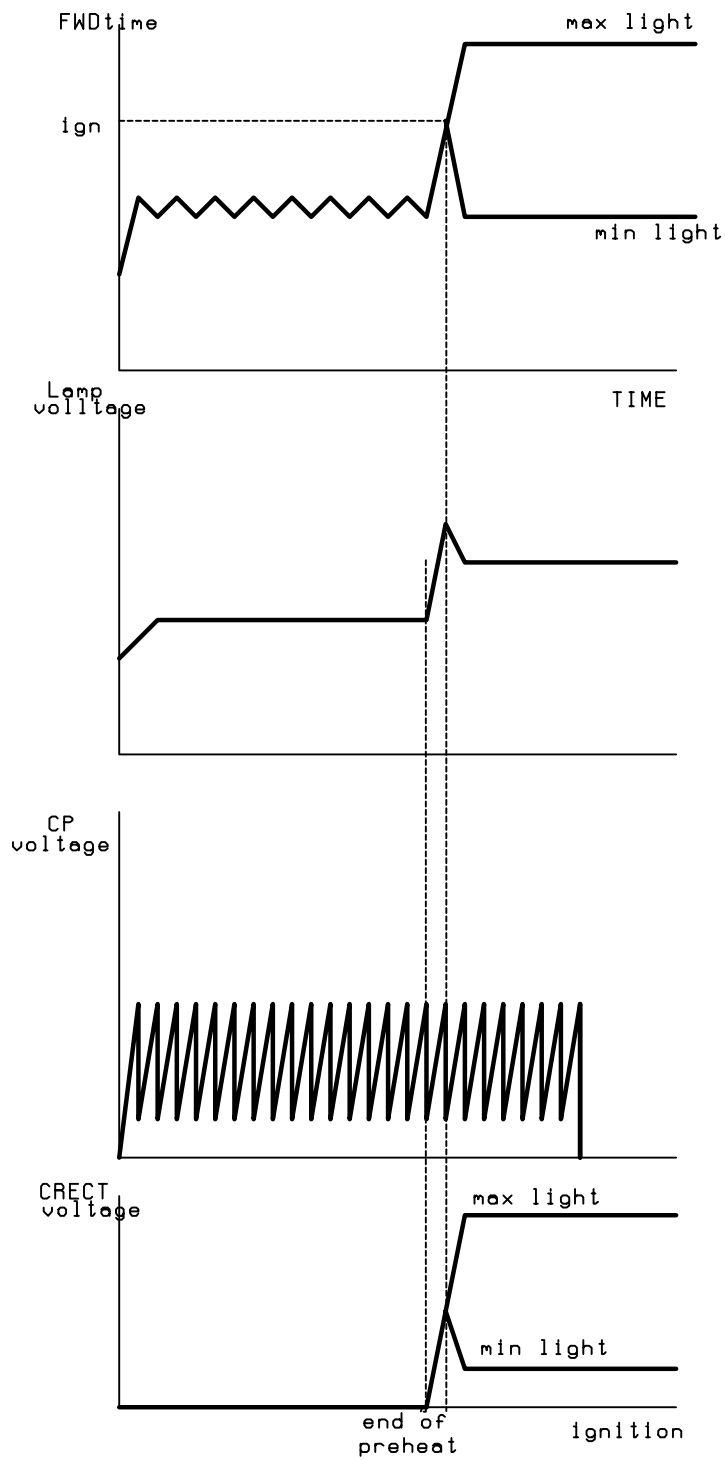 FWDtime
max light
ign
min light
Lamp
volltage
TIME
CP
voltage
CRECT
voltage
max light
min light
end of
preheat
ignition